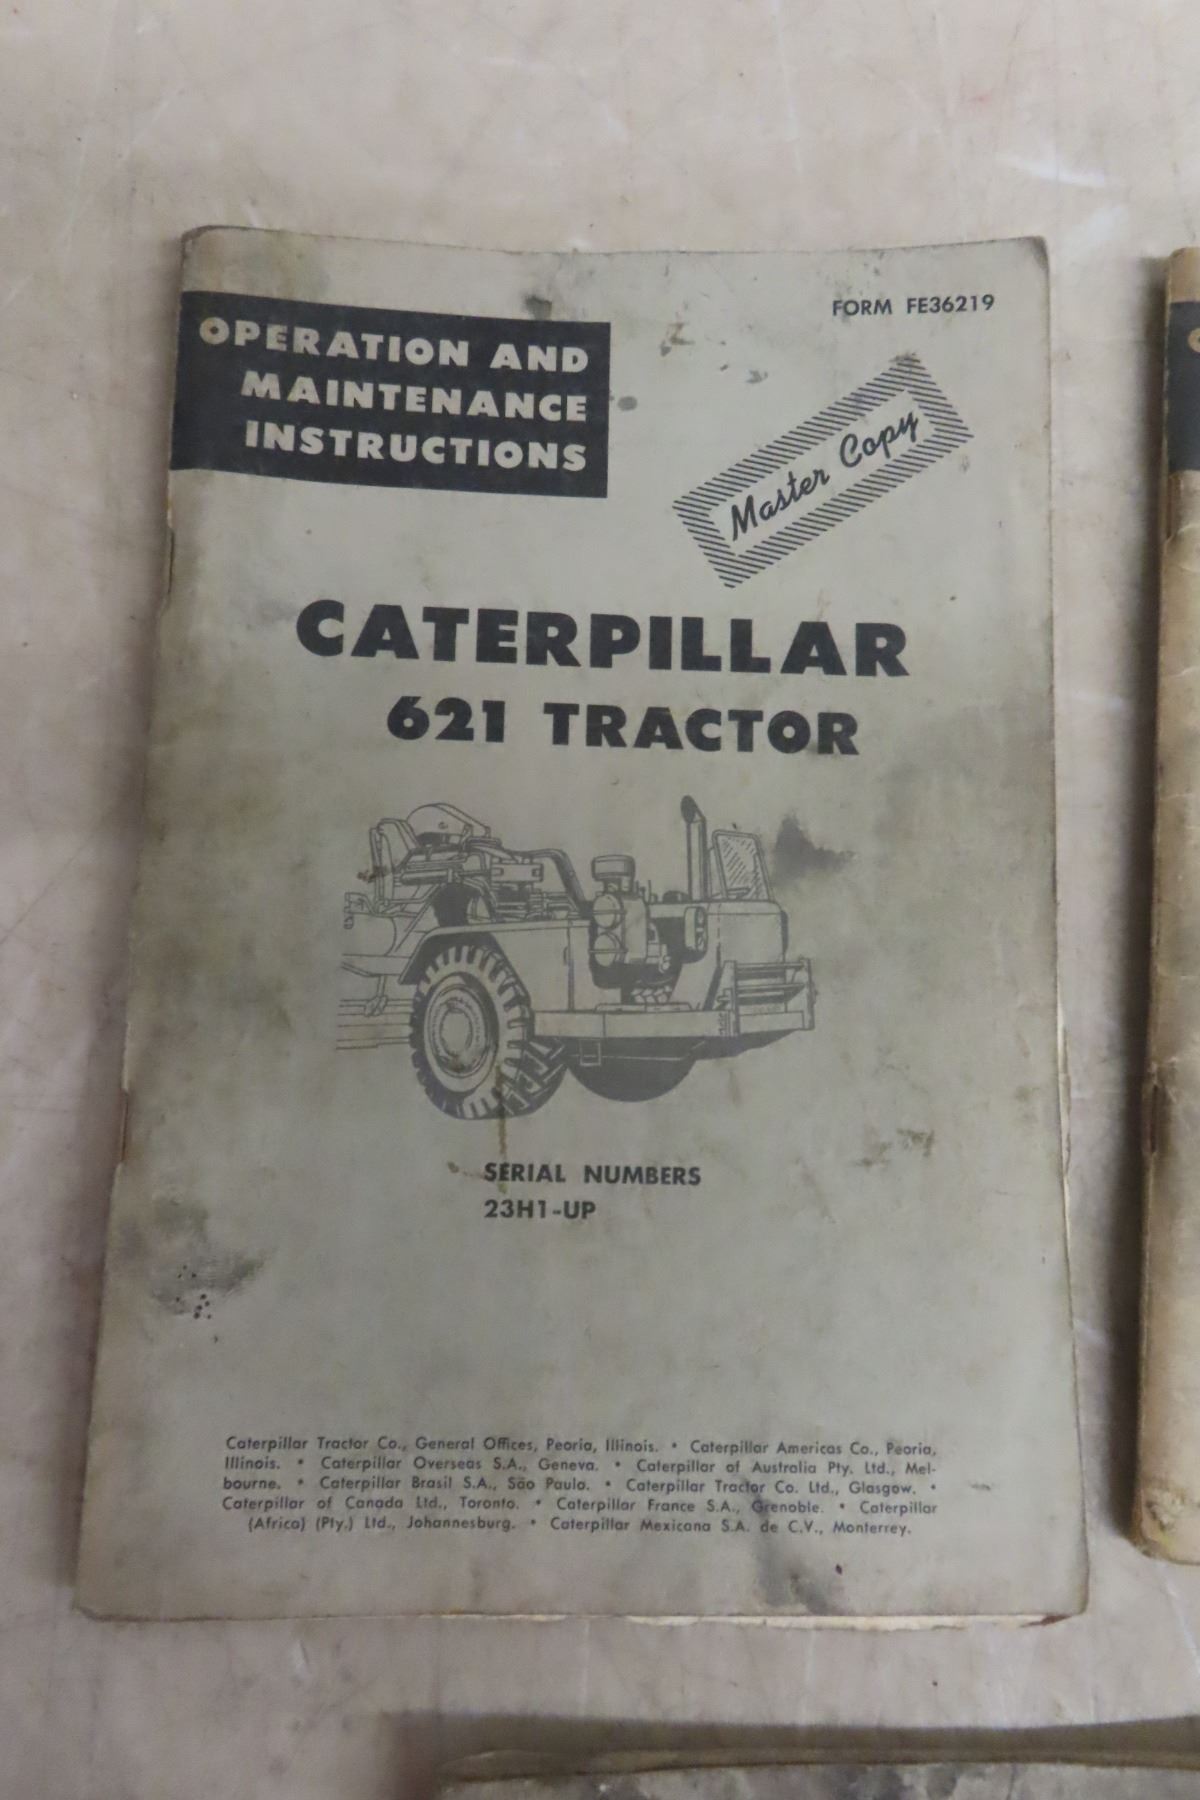 FORM FE36219
OPERATION AND
MAINTENANCE
INSTRUCTIONS
Master Copy
CATERPILLAR
621 TRACTOR
SERIAL NUMBERS
23H1-UP
Caterpillar Tractor Co., General Offices, Peoria, Illinois. • Caterpillar Americas Co., Peoria,
Illinois. • Caterpillar Overseas S.A., Geneva. • Caterpillar of Australia Pty. Ltd., Mel-
bourne. • Caterpillar Brasil S.A., São Paulo. • Caterpillar Tractor Co. Ltd., Glasgow. •
Caterpillar of Canada Ltd., Toronto. • Caterpillar France S.A., Grenoble. • Caterpillar
(Africa) (Pty.) Ltd., Johannesburg. • Caterpillar Mexicana S.A. de C.V., Monterrey.